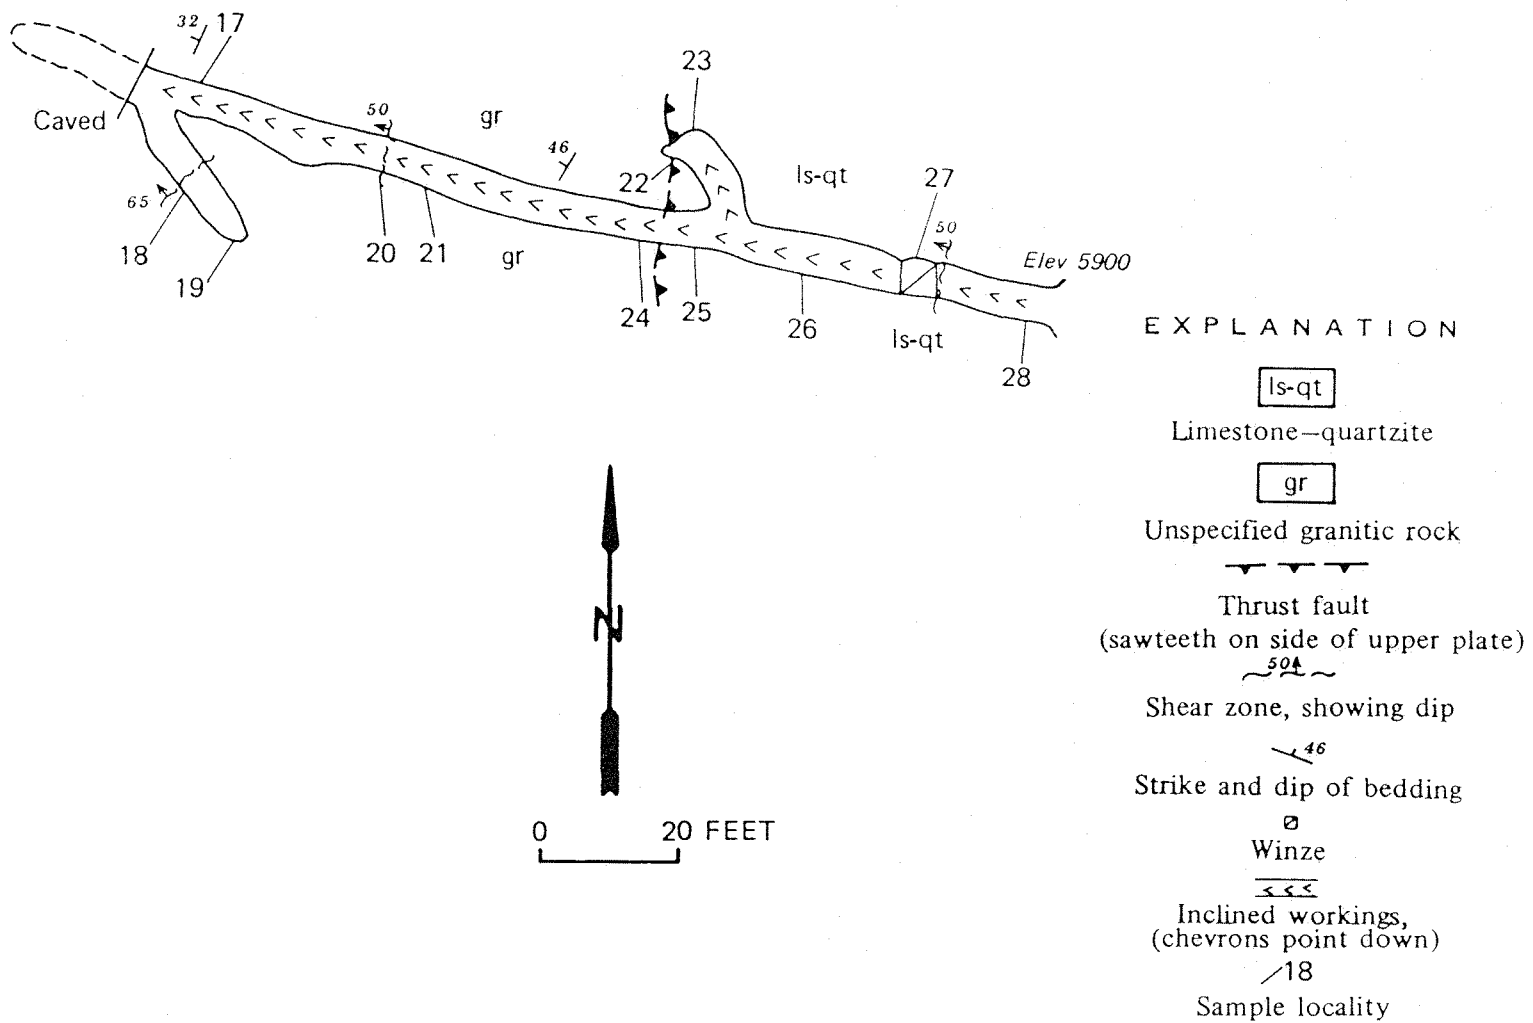 32
17
23
Caved
50
gr
46
ls-qt
22
27
65
50
18
20
21
gr
Elev 5900
19
24
25
26
ls-qt
28
EXPLANATION
ls-qt
Limestone—quartzite
gr
Unspecified granitic rock
Thrust fault
(sawteeth on side of upper plate)
50
Shear zone, showing dip
46
Strike and dip of bedding
Winze
Inclined workings,
(chevrons point down)
18
Sample locality
N
0 20 FEET